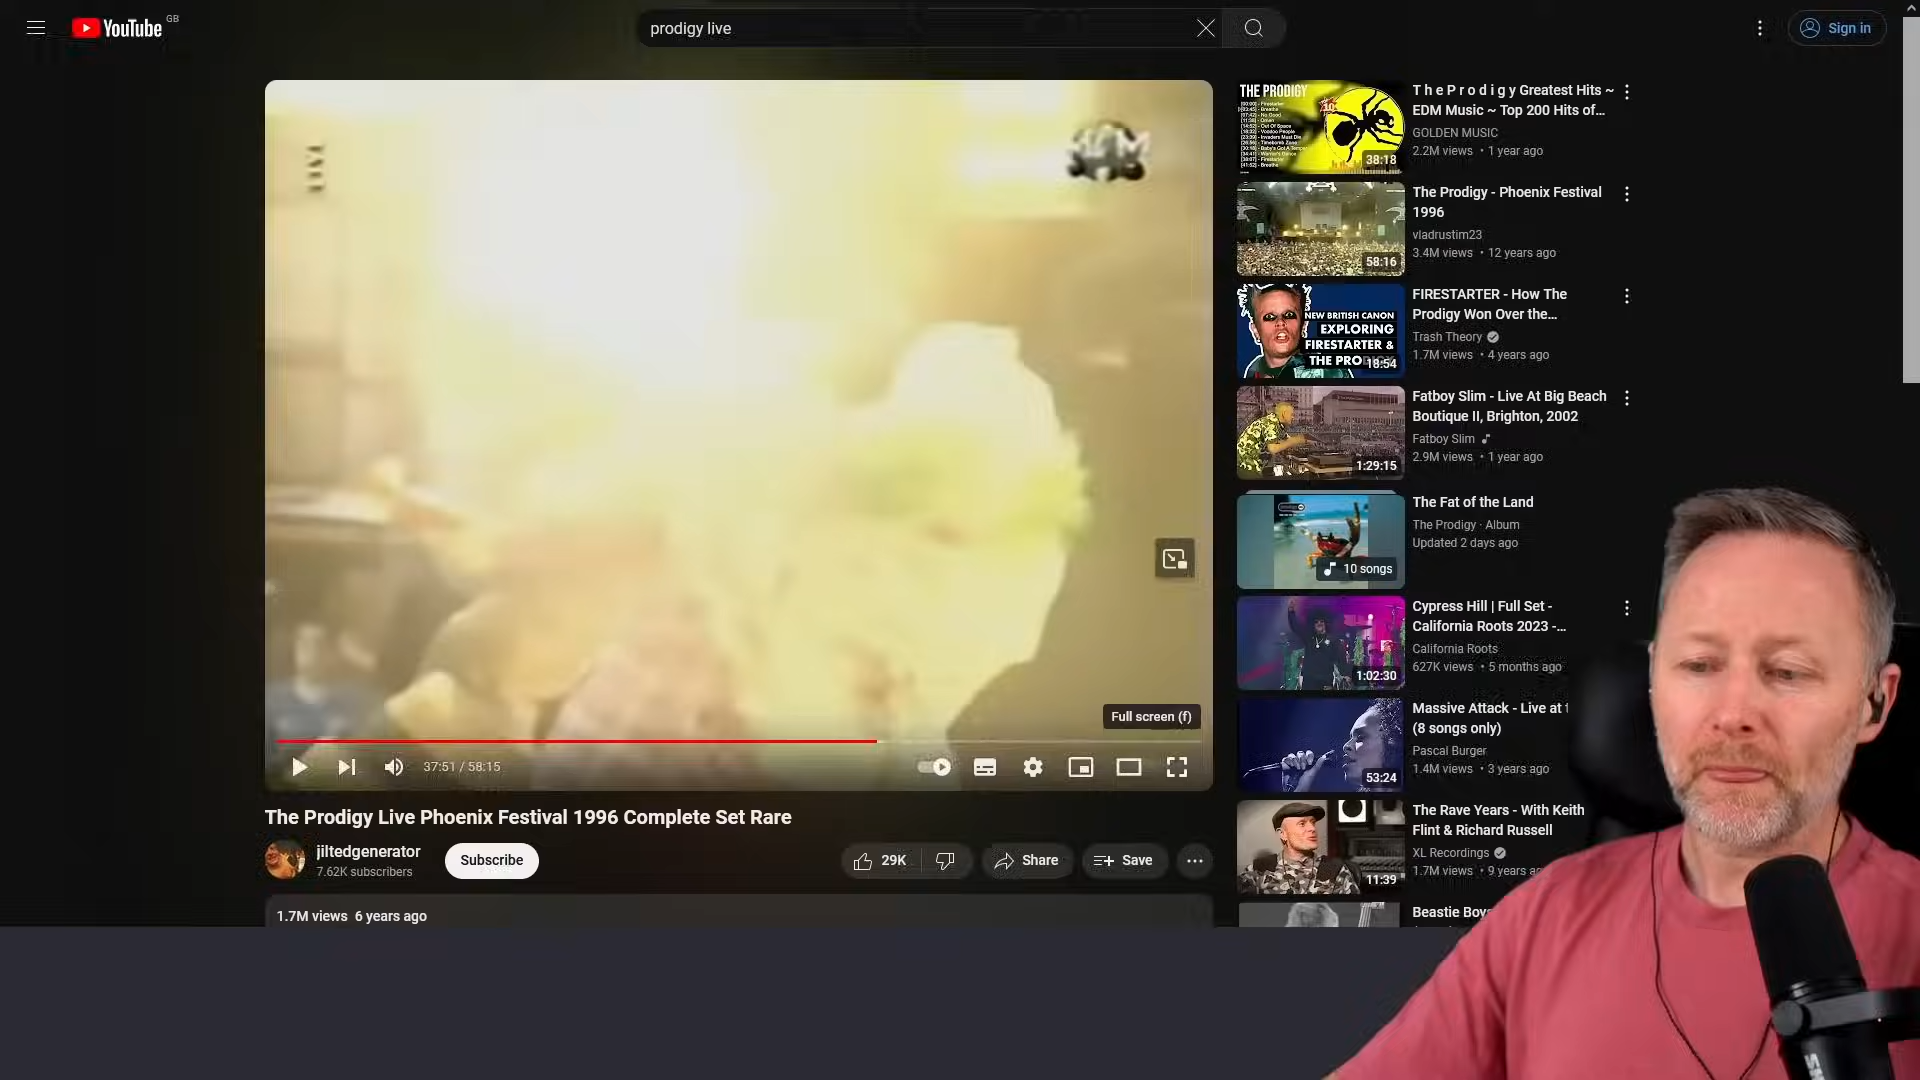 YouTube GB
prodigy live
Sign in
LIVE
Full screen (f)
37:51 / 58:15
The Prodigy Live Phoenix Festival 1996 Complete Set Rare
jiltedgenerator
7.62K subscribers
Subscribe
29K
Share
Save
1.7M views 6 years ago
THE PRODIGY
38:18
T h e P r o d i g y Greatest Hits ~
EDM Music ~ Top 200 Hits of...
GOLDEN MUSIC
2.2M views • 1 year ago
58:16
The Prodigy - Phoenix Festival
1996
vladrustim23
3.4M views • 12 years ago
NEW BRITISH CANON
EXPLORING
FIRESTARTER &
THE PRODIGY
18:54
FIRESTARTER - How The
Prodigy Won Over the...
Trash Theory
1.7M views • 4 years ago
1:29:15
Fatboy Slim - Live At Big Beach
Boutique II, Brighton, 2002
Fatboy Slim
2.9M views • 1 year ago
10 songs
The Fat of the Land
The Prodigy · Album
Updated 2 days ago
1:02:30
Cypress Hill | Full Set -
California Roots 2023 -...
California Roots
627K views • 5 months ago
53:24
Massive Attack - Live at t
(8 songs only)
Pascal Burger
1.4M views • 3 years ago
11:39
The Rave Years - With Keith
Flint & Richard Russell
XL Recordings
1.7M views • 9 years ag
Beastie Boy